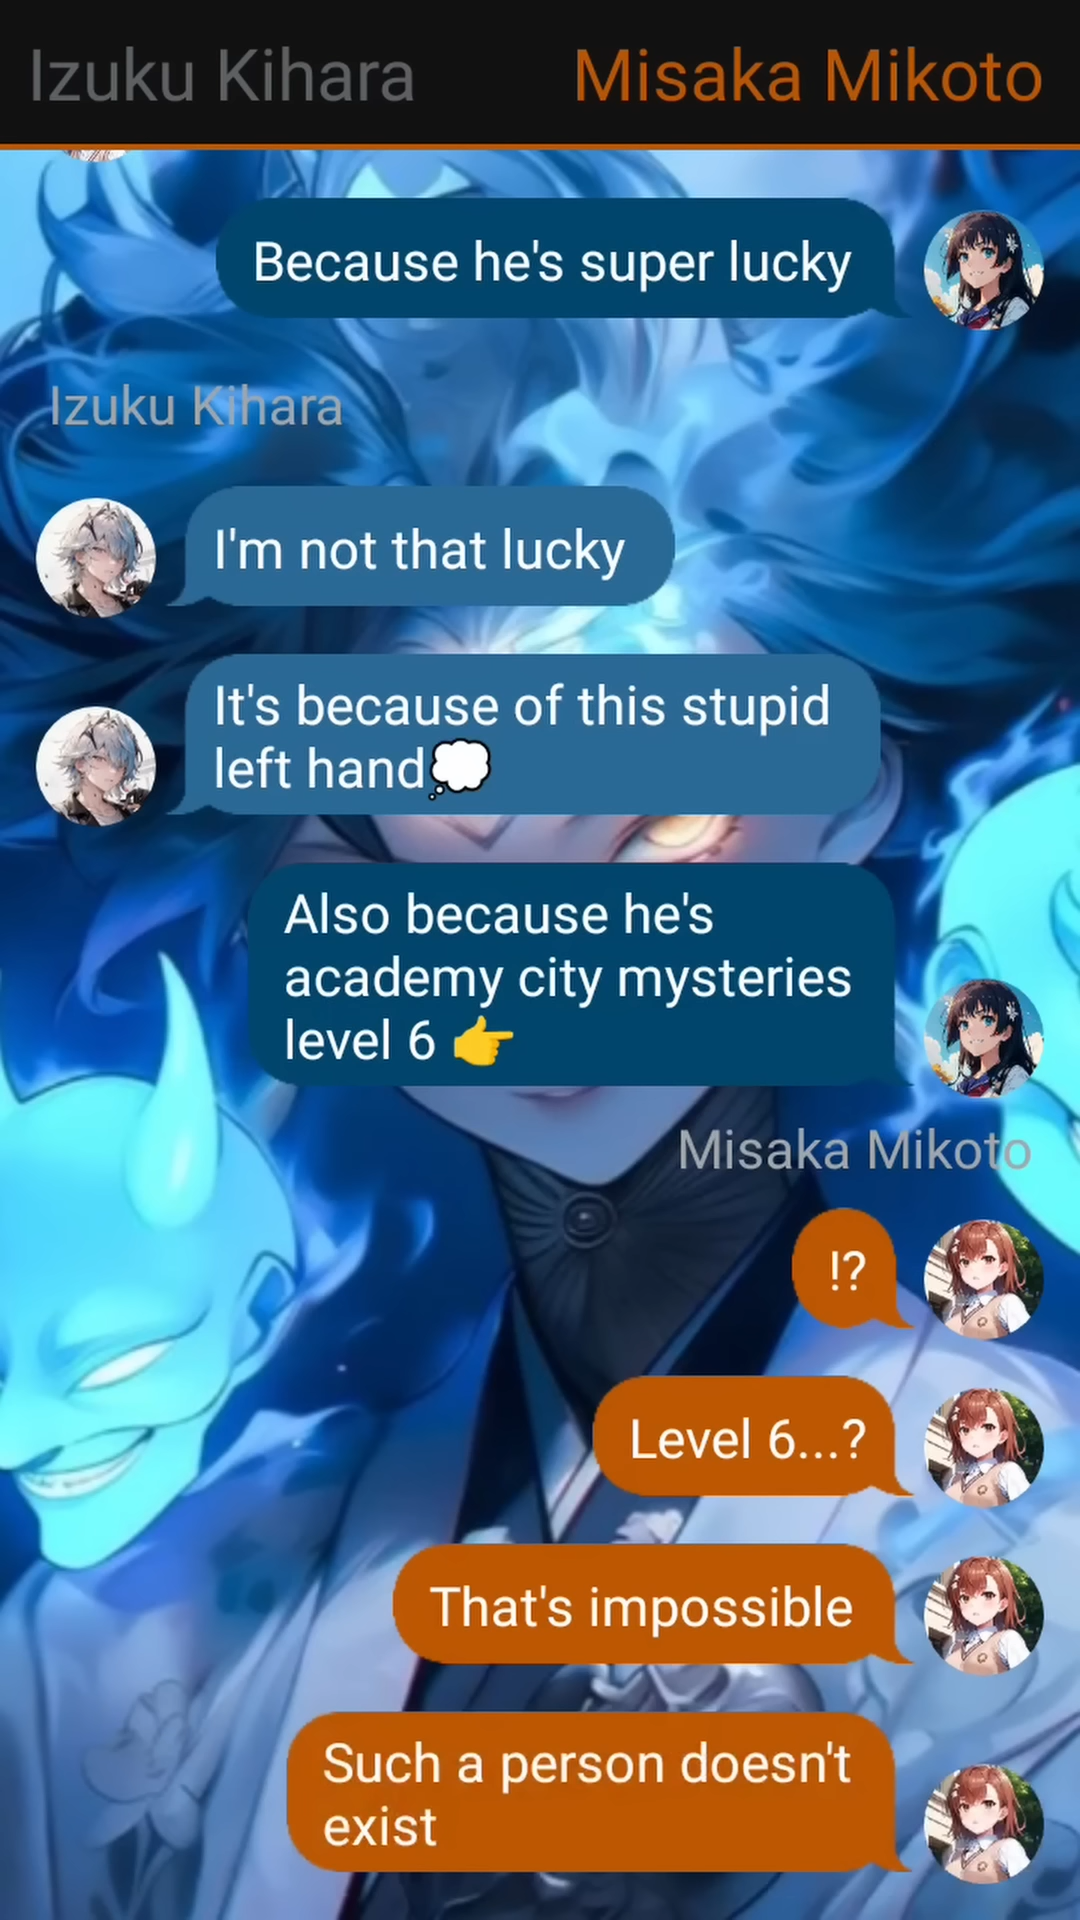 Izuku Kihara
Misaka Mikoto
Because he's super lucky
Izuku Kihara
I'm not that lucky
It's because of this stupid
left hand💭
Also because he's
academy city mysteries
level 6 👉
Misaka Mikoto
!?
Level 6...?
That's impossible
Such a person doesn't
exist